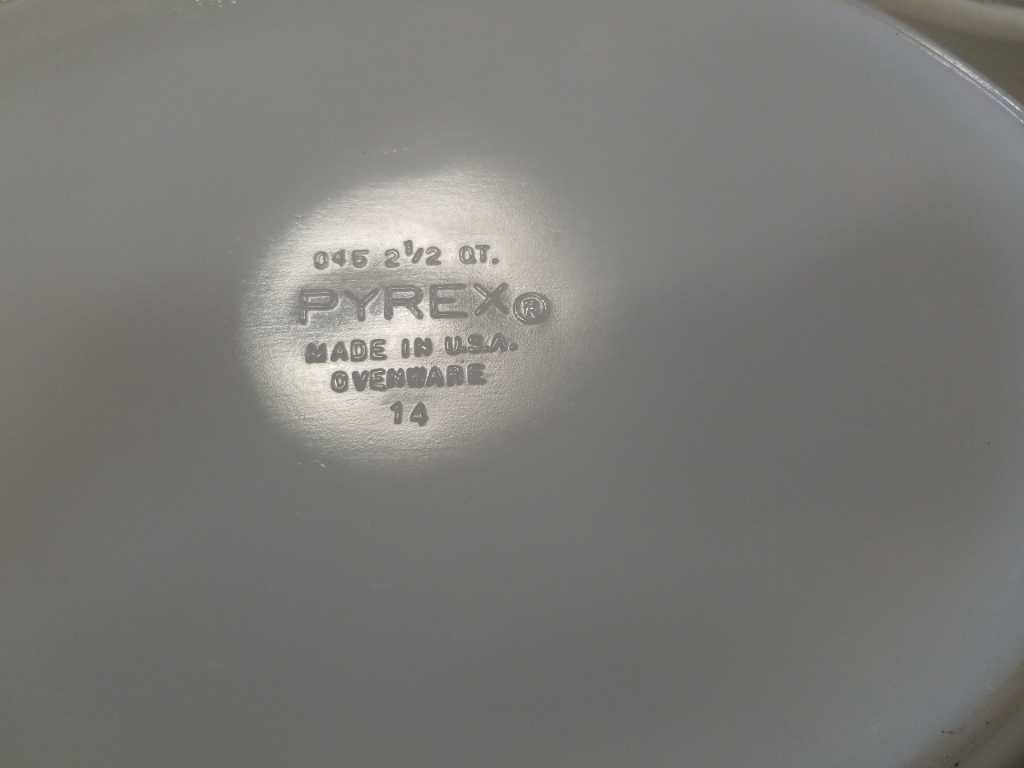 045 2 1/2 QT.
PYREX®
MADE IN U.S.A.
OVENWARE
14